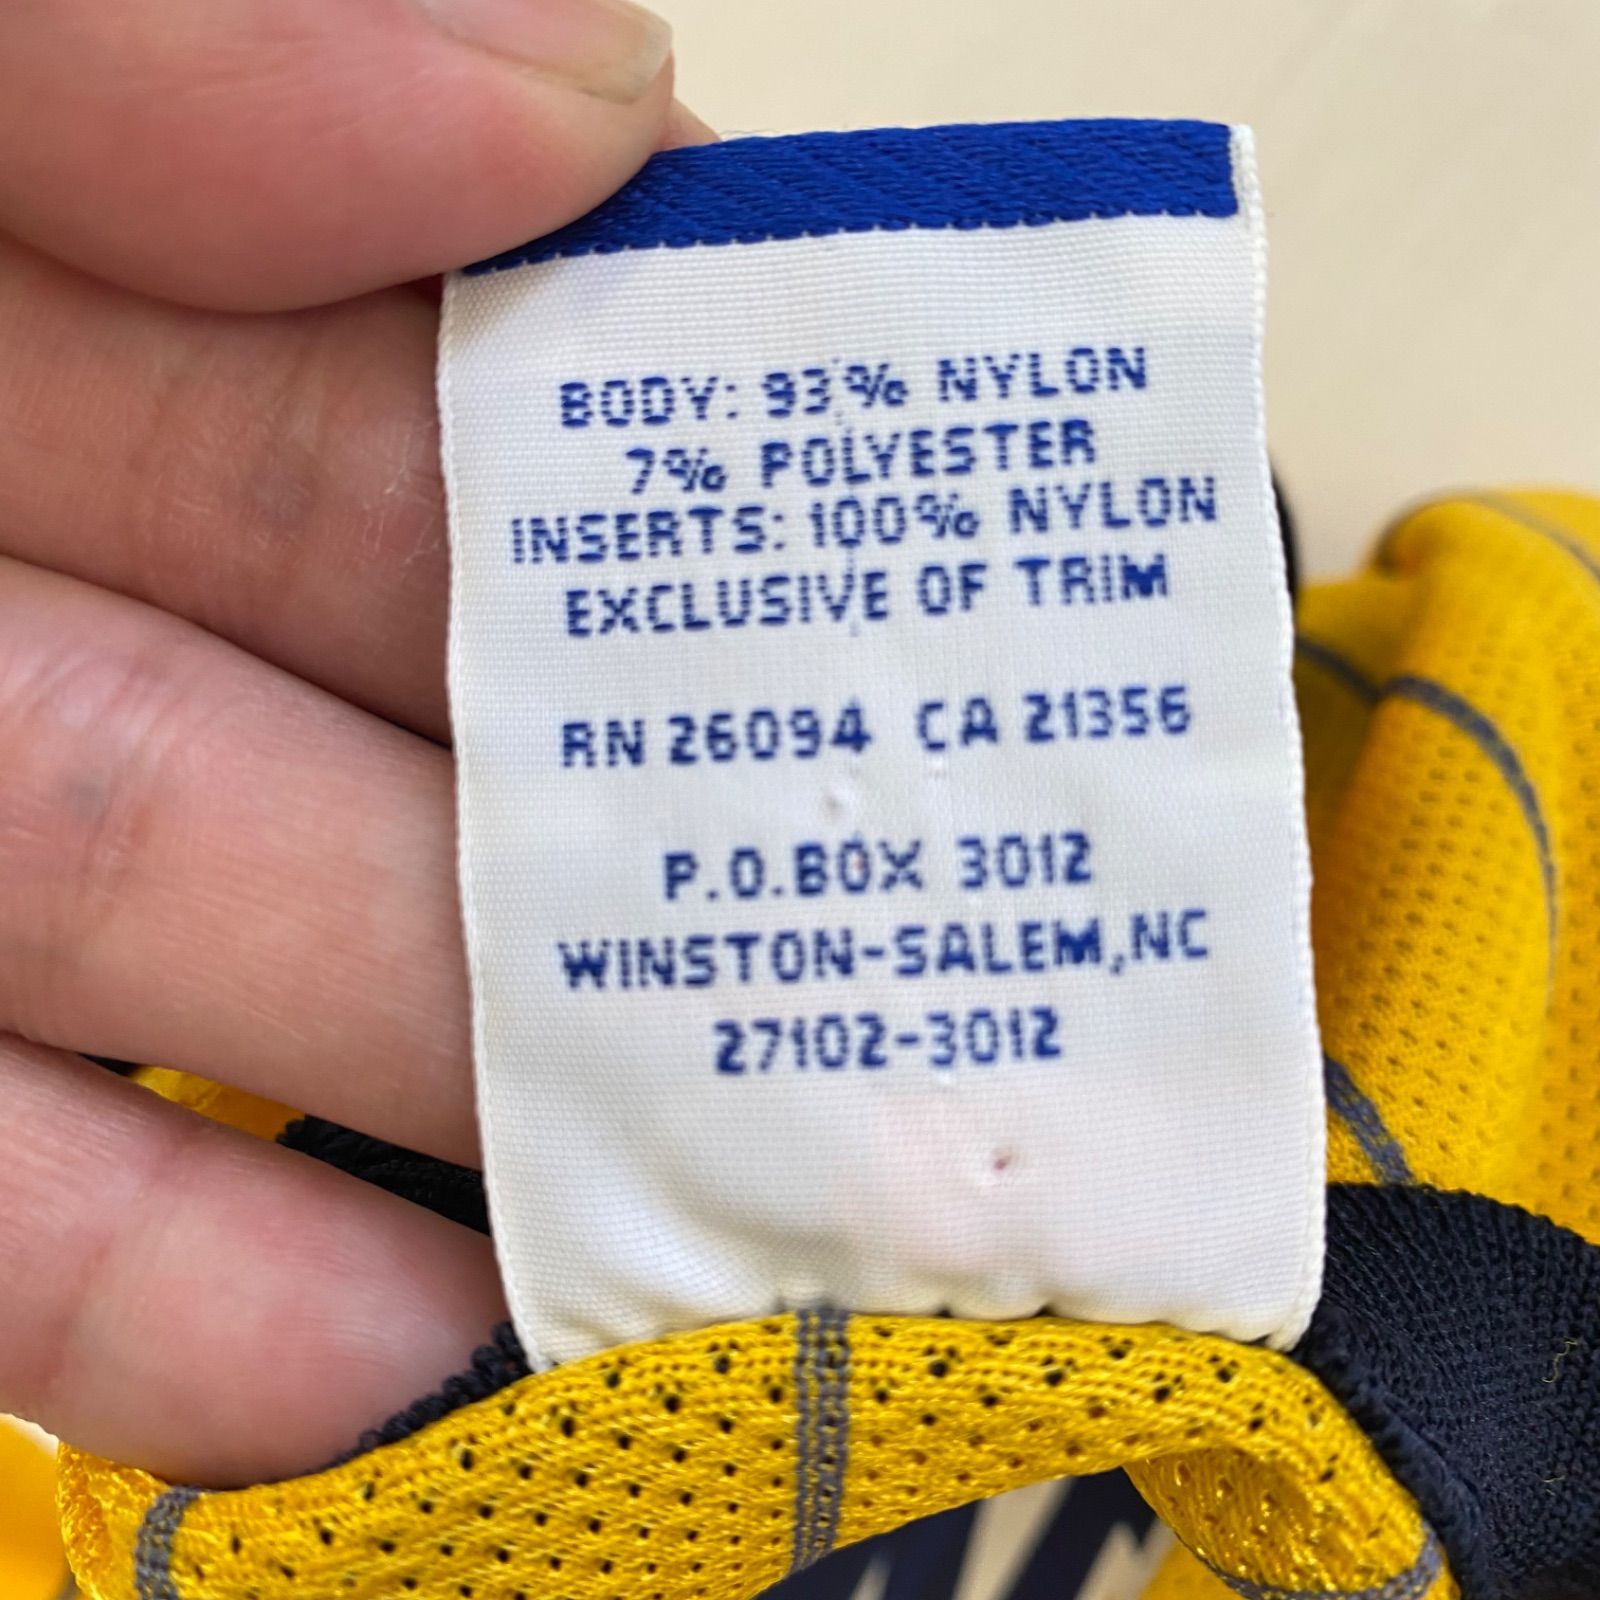 BODY: 93% NYLON
7% POLYESTER
INSERTS: 100% NYLON
EXCLUSIVE OF TRIM
RN 26094 CA 21356
P.O.BOX 3012
WINSTON-SALEM,NC
27102-3012